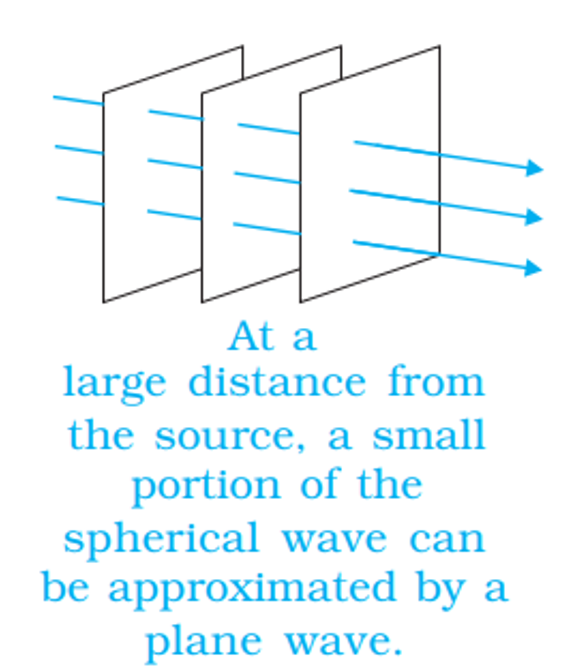 At a
large distance from
the source, a small
portion of the
spherical wave can
be approximated by a
plane wave.